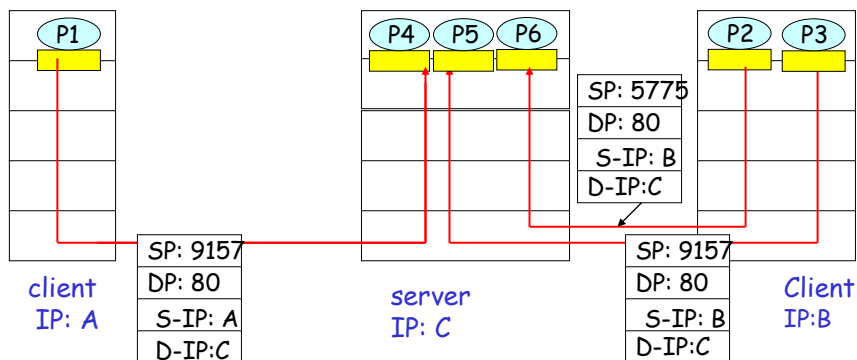 P1
P4
P5
P6
P2
P3
SP: 5775
DP: 80
S-IP: B
D-IP:C
SP: 9157
DP: 80
S-IP: A
D-IP:C
SP: 9157
DP: 80
S-IP: B
D-IP:C
client
IP: A
server
IP: C
Client
IP:B